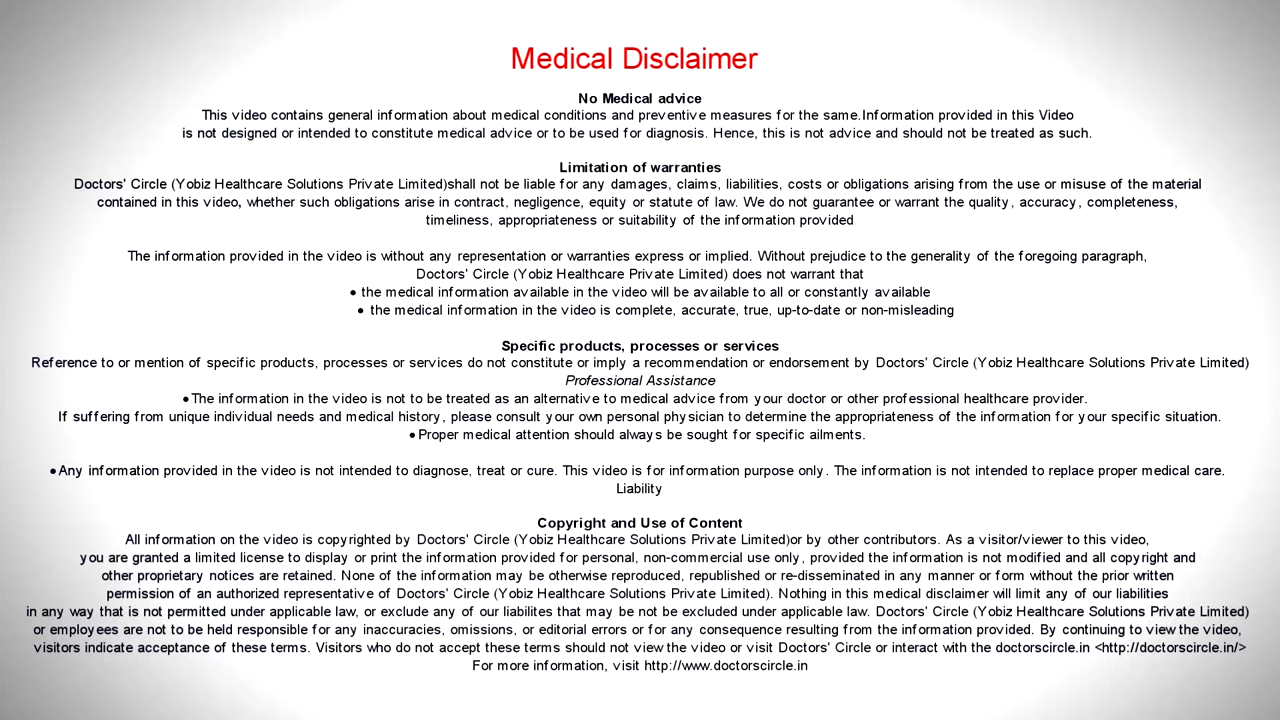 Medical Disclaimer
No Medical advice
This video contains general information about medical conditions and preventive measures for the same.Information provided in this Video
is not designed or intended to constitute medical advice or to be used for diagnosis. Hence, this is not advice and should not be treated as such.
Limitation of warranties
Doctors' Circle (Yobiz Healthcare Solutions Private Limited)shall not be liable for any damages, claims, liabilities, costs or obligations arising from the use or misuse of the material
contained in this video, whether such obligations arise in contract, negligence, equity or statute of law. We do not guarantee or warrant the quality, accuracy, completeness,
timeliness, appropriateness or suitability of the information provided
The information provided in the video is without any representation or warranties express or implied. Without prejudice to the generality of the foregoing paragraph,
Doctors' Circle (Yobiz Healthcare Private Limited) does not warrant that
• the medical information available in the video will be available to all or constantly available
• the medical information in the video is complete, accurate, true, up-to-date or non-misleading
Specific products, processes or services
Reference to or mention of specific products, processes or services do not constitute or imply a recommendation or endorsement by Doctors' Circle (Yobiz Healthcare Solutions Private Limited)
Professional Assistance
•The information in the video is not to be treated as an alternative to medical advice from your doctor or other professional healthcare provider.
If suffering from unique individual needs and medical history, please consult your own personal physician to determine the appropriateness of the information for your specific situation.
•Proper medical attention should always be sought for specific ailments.
•Any information provided in the video is not intended to diagnose, treat or cure. This video is for information purpose only. The information is not intended to replace proper medical care.
Liability
Copyright and Use of Content
All information on the video is copyrighted by Doctors' Circle (Yobiz Healthcare Solutions Private Limited)or by other contributors. As a visitor/viewer to this video,
you are granted a limited license to display or print the information provided for personal, non-commercial use only, provided the information is not modified and all copyright and
other proprietary notices are retained. None of the information may be otherwise reproduced, republished or re-disseminated in any manner or form without the prior written
permission of an authorized representative of Doctors' Circle (Yobiz Healthcare Solutions Private Limited). Nothing in this medical disclaimer will limit any of our liabilities
in any way that is not permitted under applicable law, or exclude any of our liabilites that may be not be excluded under applicable law. Doctors' Circle (Yobiz Healthcare Solutions Private Limited)
or employees are not to be held responsible for any inaccuracies, omissions, or editorial errors or for any consequence resulting from the information provided. By continuing to view the video,
visitors indicate acceptance of these terms. Visitors who do not accept these terms should not view the video or visit Doctors' Circle or interact with the doctorscircle.in <http://doctorscircle.in/>
For more information, visit http://www.doctorscircle.in